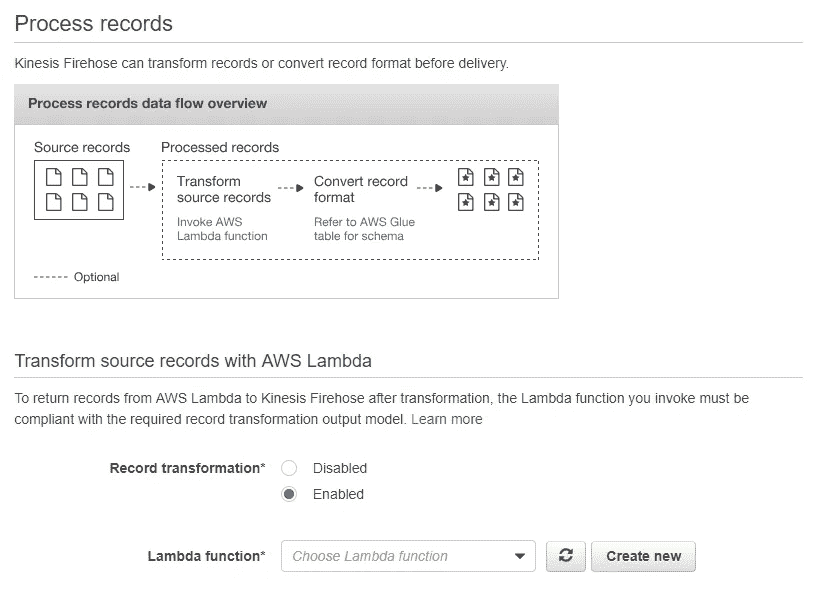 Process records
Kinesis Firehose can transform records or convert record format before delivery.
Process records data flow overview
Source records
Processed records
Transform
source records
Invoke AWS
Lambda function
Convert record
format
Refer to AWS Glue
table for schema
Optional
Transform source records with AWS Lambda
To return records from AWS Lambda to Kinesis Firehose after transformation, the Lambda function you invoke must be
compliant with the required record transformation output model. Learn more
Record transformation*
Disabled
Enabled
Lambda function*
Choose Lambda function
Create new